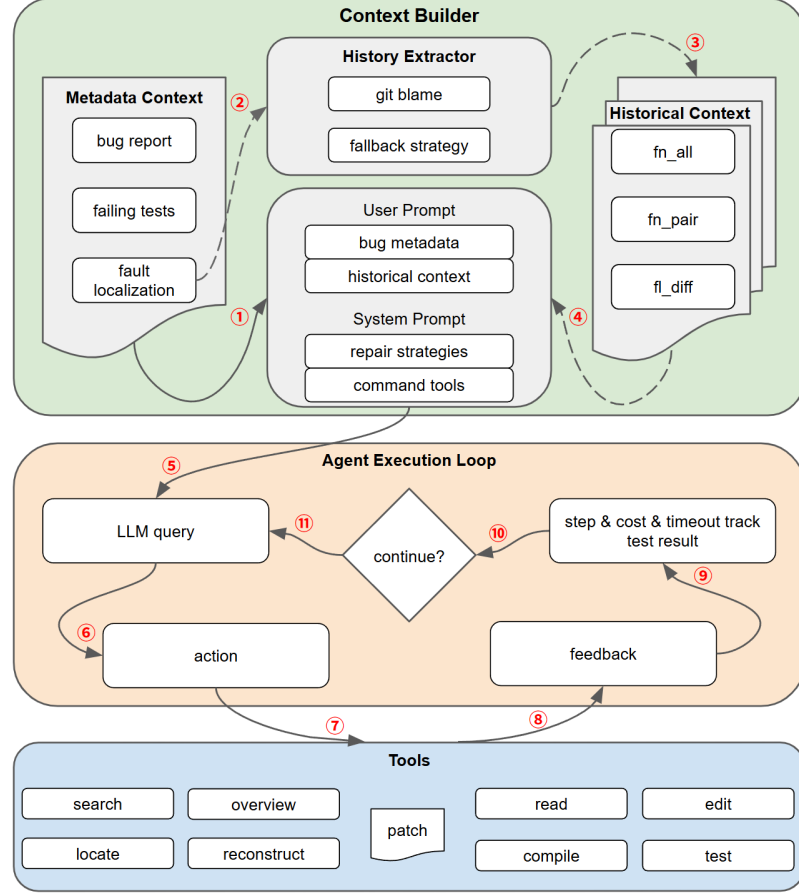 Context Builder
Metadata Context
bug report
failing tests
fault
localization
①
②
History Extractor
git blame
fallback strategy
③
Historical Context
fn_all
fn_pair
fl_diff
④
User Prompt
bug metadata
historical context
System Prompt
repair strategies
command tools
Agent Execution Loop
⑤
LLM query
⑥
action
⑦
⑧
feedback
⑨
step & cost & timeout track
test result
⑩
continue?
⑪
Tools
search
overview
locate
reconstruct
patch
read
edit
compile
test